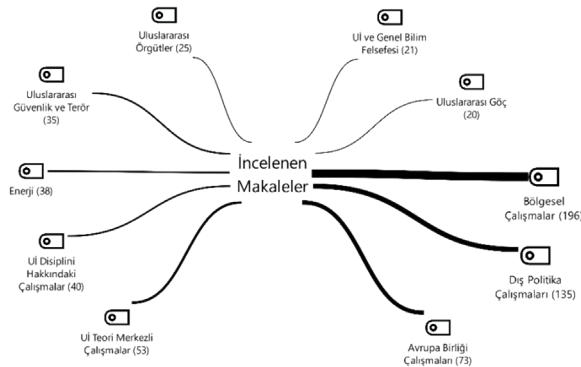 Uluslararası
Örgütler (25)
Uİ ve Genel Bilim
Felsefesi (21)
Uluslararası
Güvenlik ve Terör
(35)
Uluslararası Göç
(20)
İncelenen
Makaleler
Enerji (38)
Bölgesel
Çalışmalar (196)
Uİ Disiplini
Hakkındaki
Çalışmalar (40)
Dış Politika
Çalışmaları (135)
Uİ Teori Merkezli
Çalışmalar (53)
Avrupa Birliği
Çalışmaları (73)